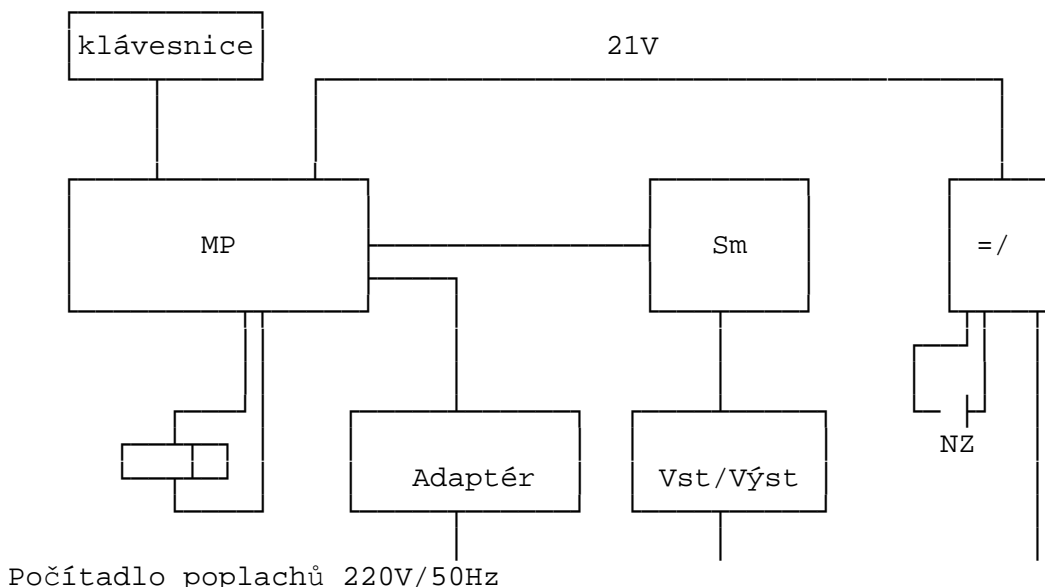 klávesnice
21V
MP
Sm
=/
NZ
Adaptér
Vst/Výst
Počítadlo poplachů 220V/50Hz